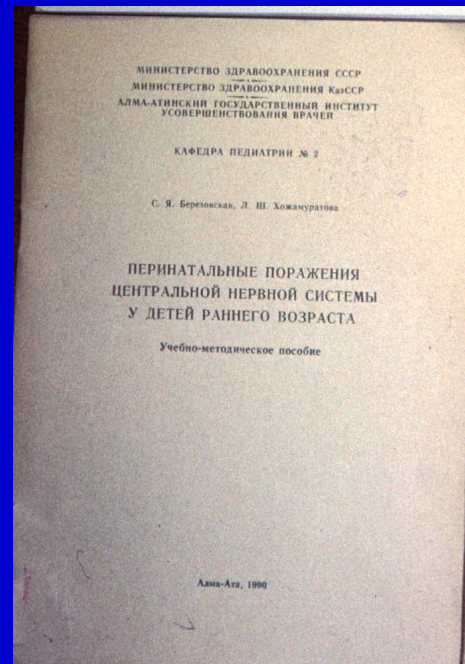 МИНИСТЕРСТВО ЗДРАВООХРАНЕНИЯ СССР
МИНИСТЕРСТВО ЗДРАВООХРАНЕНИЯ КазССР
АЛМА-АТИНСКИЙ ГОСУДАРСТВЕННЫЙ ИНСТИТУТ
УСОВЕРШЕНСТВОВАНИЯ ВРАЧЕЙ
КАФЕДРА ПЕДИАТРИИ № 2
С. Я. Березовская, Л. Ш. Хожамуратова
ПЕРИНАТАЛЬНЫЕ ПОРАЖЕНИЯ
ЦЕНТРАЛЬНОЙ НЕРВНОЙ СИСТЕМЫ
У ДЕТЕЙ РАННЕГО ВОЗРАСТА
Учебно-методическое пособие
Алма-Ата, 1990